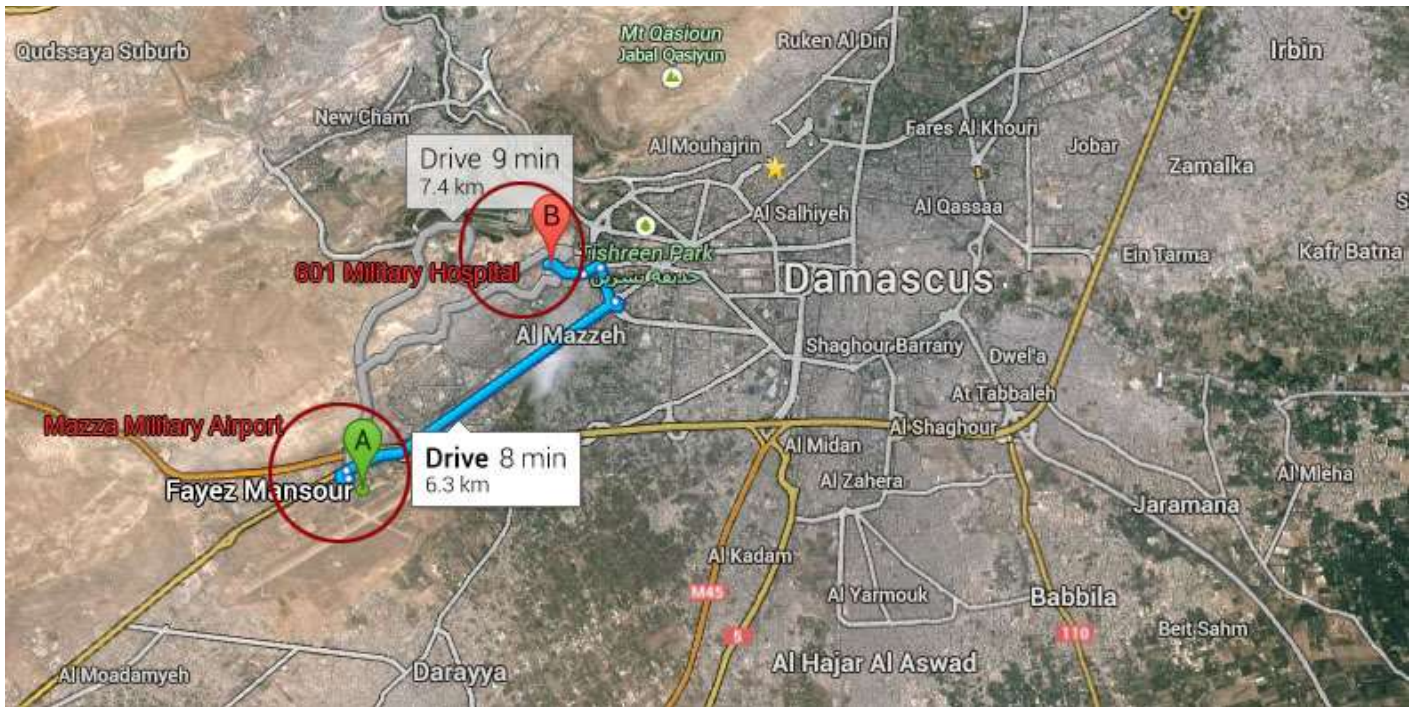 Mt Qasioun
Jabal Qasiyun
Ruken Al Din
Irbin
Qudssaya Suburb
New Cham
Fares Al Khouri
Al Mouhajrin
Jobar
Drive 9 min
7.4 km
Zamalka
B
Al Salhiyeh
Al Qassaa
Tishreen Park
حديقة تشرين
Ein Tarma
Kafr Batna
601 Military Hospital
Damascus
Al Mazzeh
Shaghour Barrany
Dwel'a
At Tabbaleh
Mazza Military Airport
A
Al Shaghour
Al Midan
Drive 8 min
6.3 km
Fayez Mansour
Al Zahera
Al Mleha
Jaramana
Al Kadam
M45
Al Yarmouk
Babbila
5
110
Beit Sahm
Al Hajar Al Aswad
Al Moadamyeh
Darayya